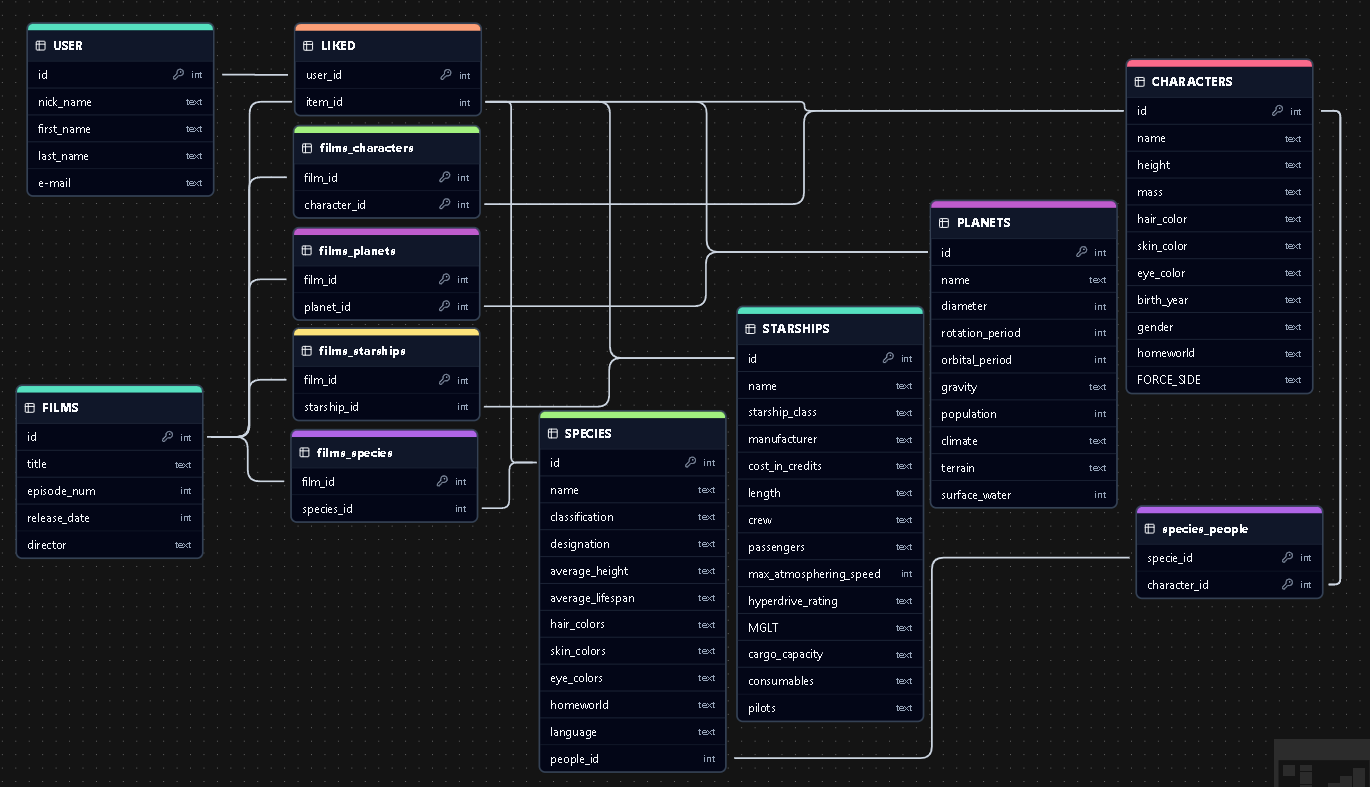 USER
id int
nick_name text
first_name text
last_name text
e-mail text
LIKED
user_id int
item_id int
films_characters
film_id int
character_id int
films_planets
film_id int
planet_id int
films_starships
film_id int
starship_id int
films_species
film_id int
species_id int
FILMS
id int
title text
episode_num int
release_date int
director text
SPECIES
id int
name text
classification text
designation text
average_height text
average_lifespan text
hair_colors text
skin_colors text
eye_colors text
homeworld text
language text
people_id int
STARSHIPS
id int
name text
starship_class text
manufacturer text
cost_in_credits text
length text
crew text
passengers text
max_atmosphering_speed int
hyperdrive_rating text
MGLT text
cargo_capacity text
consumables text
pilots text
PLANETS
id int
name text
diameter int
rotation_period int
orbital_period int
gravity text
population int
climate text
terrain text
surface_water int
CHARACTERS
id int
name text
height text
mass text
hair_color text
skin_color text
eye_color text
birth_year text
gender text
homeworld text
FORCE_SIDE text
species_people
specie_id int
character_id int